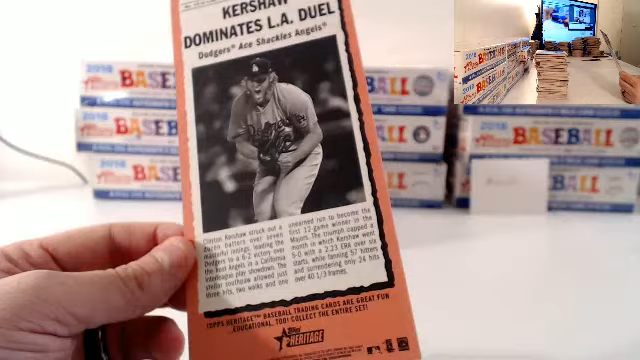 KERSHAW
DOMINATES L.A. DUEL
Dodgers' Ace Shackles Angels
Clayton Kershaw struck out a
dozen batters over seven
masterful innings, leading the
Dodgers to a 6-2 victory over
the host Angels in a California
interleague play showdown. The
stellar southpaw allowed just
three hits, two walks and one
unearned run to become the
first 12-game winner in the
Majors. The triumph capped a
month in which Kershaw went
5-0 with a 2.23 ERA over six
starts, while fanning 57 hitters
and surrendering only 24 hits
over 40 1/3 frames.
TOPPS HERITAGE™ BASEBALL TRADING CARDS ARE GREAT FUN
EDUCATIONAL, TOO! COLLECT THE ENTIRE SET!
Topps
HERITAGE
2018 BASEBALL
2018 BASEBALL
2018 BASEBALL
BASEBALL
BASEBALL
BALL